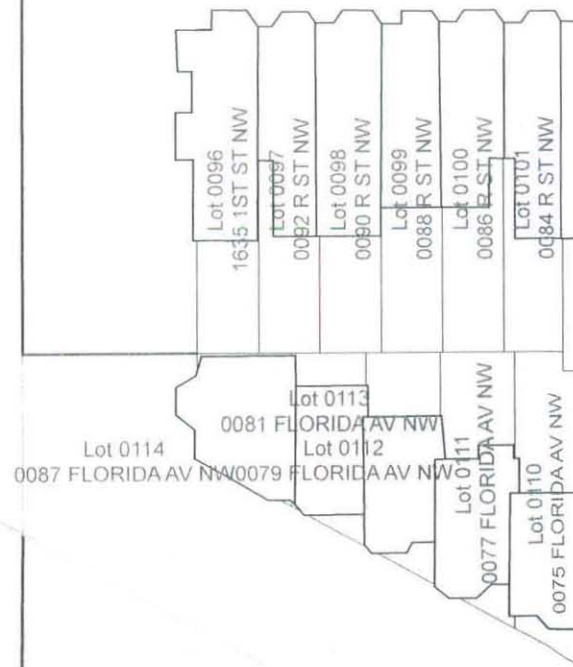 Lot 0096
1635 1ST ST NW
Lot 0097
0092 R ST NW
Lot 0098
0090 R ST NW
Lot 0099
0088 R ST NW
Lot 0100
0086 R ST NW
Lot 0101
0084 R ST NW
Lot 0113
0081 FLORIDA AV NW
Lot 0114
0087 FLORIDA AV NW
Lot 0112
0079 FLORIDA AV NW
Lot 0111
0077 FLORIDA AV NW
Lot 0110
0075 FLORIDA AV NW